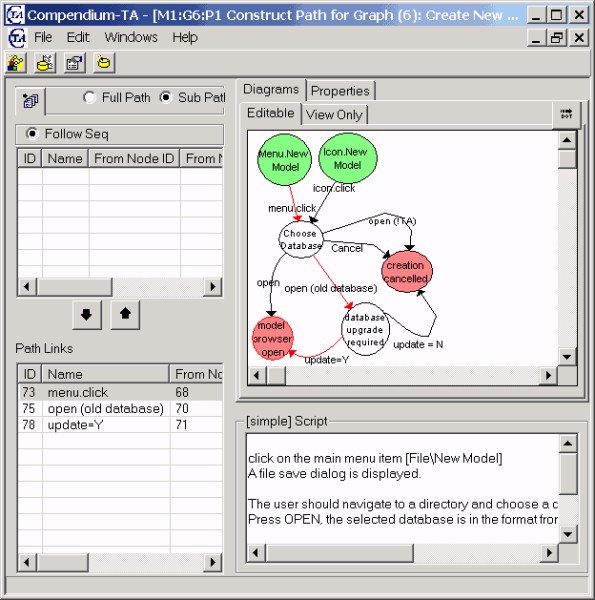 Compendium-TA - [M1:G6:P1 Construct Path for Graph (6): Create New ...
File Edit Windows Help
Full Path Sub Path
Follow Seq
ID Name From Node ID From N
Path Links
ID Name From No
73 menu.click 68
75 open (old database) 70
78 update=Y 71
Diagrams Properties
Editable View Only
DOT
Menu.New
Model
Icon.New
Model
icon.click
menu.click
open (!TA)
Choose
Database
Cancel
creation
cancelled
open
open (old database)
database
upgrade
required
model
browser
open
update = N
update=Y
[simple] Script
click on the main menu item [File\New Model]
A file save dialog is displayed.
The user should navigate to a directory and choose a d
Press OPEN, the selected database is in the format from